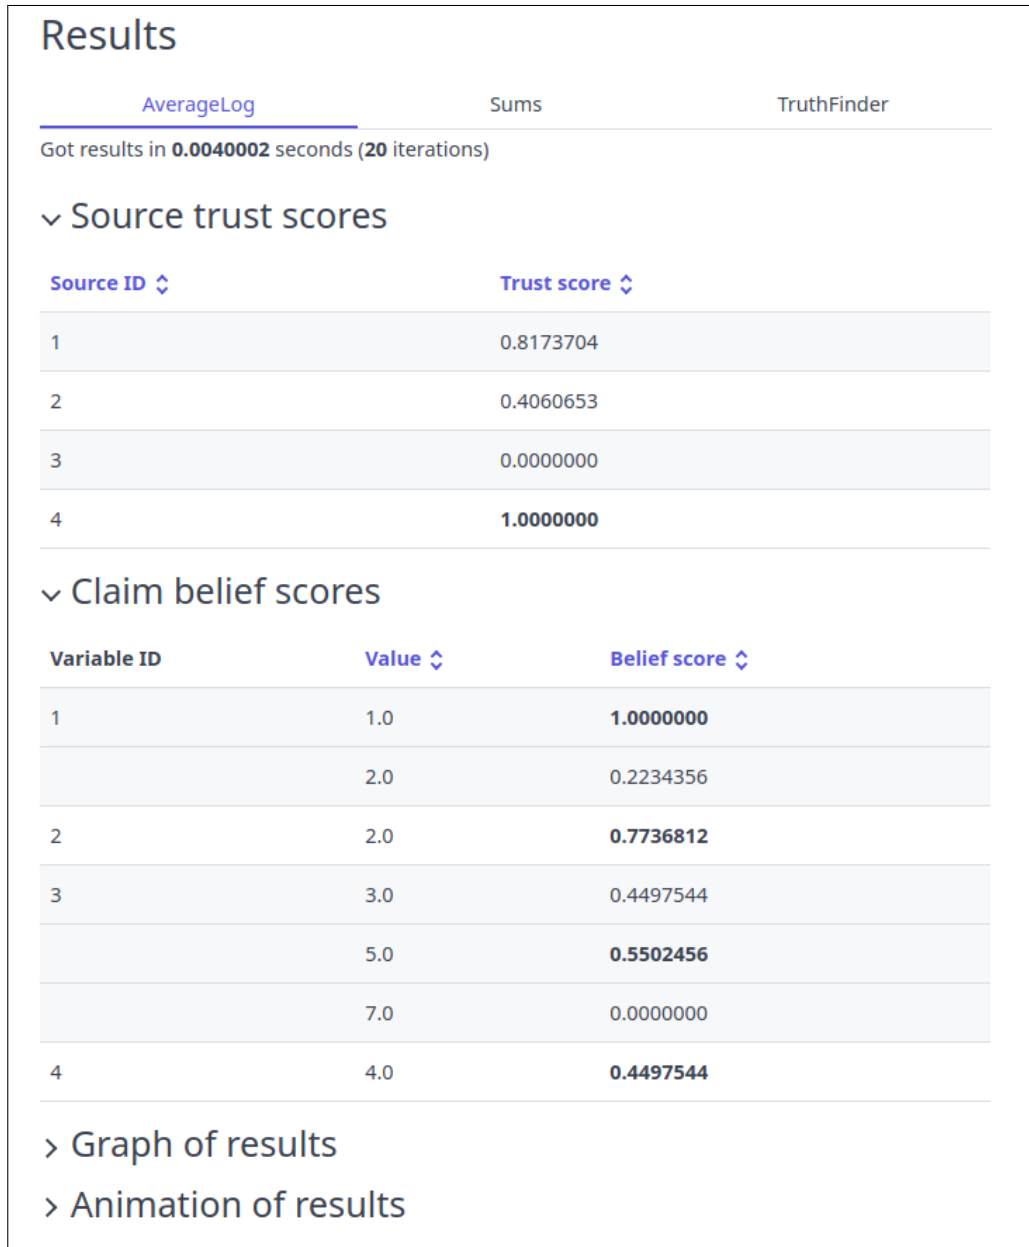 Results
AverageLog Sums TruthFinder
Got results in 0.0040002 seconds (20 iterations)
Source trust scores
Source ID Trust score
1 0.8173704
2 0.4060653
3 0.0000000
4 1.0000000
Claim belief scores
Variable ID Value Belief score
1 1.0 1.0000000
2.0 0.2234356
2 2.0 0.7736812
3 3.0 0.4497544
5.0 0.5502456
7.0 0.0000000
4 4.0 0.4497544
Graph of results
Animation of results